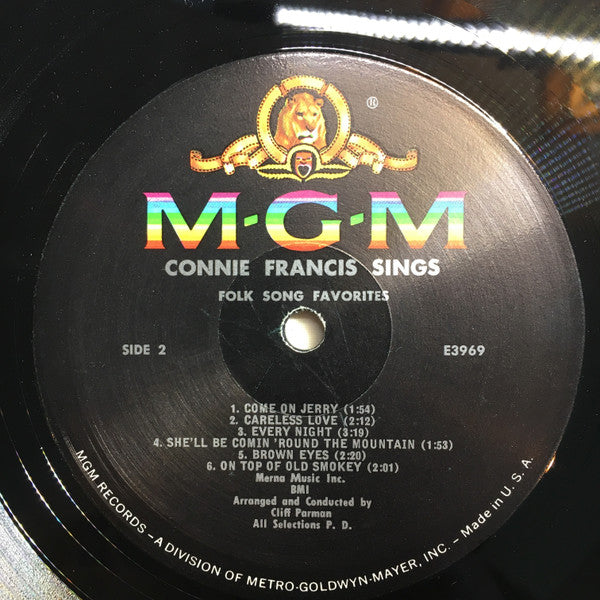 ®
M-G-M
CONNIE FRANCIS SINGS
FOLK SONG FAVORITES
SIDE 2
E3969
1. COME ON JERRY (1:54)
2. CARELESS LOVE (2:12)
3. EVERY NIGHT (3:19)
4. SHE'LL BE COMIN 'ROUND THE MOUNTAIN (1:53)
5. BROWN EYES (2:20)
6. ON TOP OF OLD SMOKEY (2:01)
Merna Music Inc.
BMI
Arranged and Conducted by
Cliff Parman
All Selections P. D.
MGM RECORDS – A DIVISION OF METRO-GOLDWYN-MAYER, INC. – Made in U. S. A.